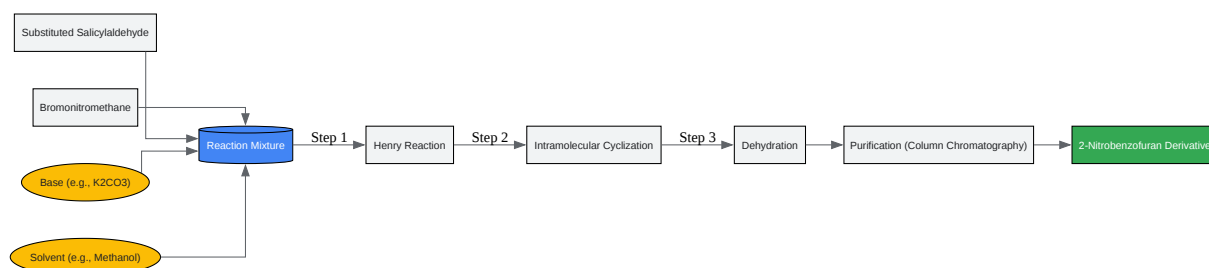 Substituted Salicylaldehyde
Bromonitromethane
Reaction Mixture
Step 1
Henry Reaction
Step 2
Intramolecular Cyclization
Step 3
Dehydration
Purification (Column Chromatography)
2-Nitrobenzofuran Derivative
Base (e.g., K2CO3)
Solvent (e.g., Methanol)